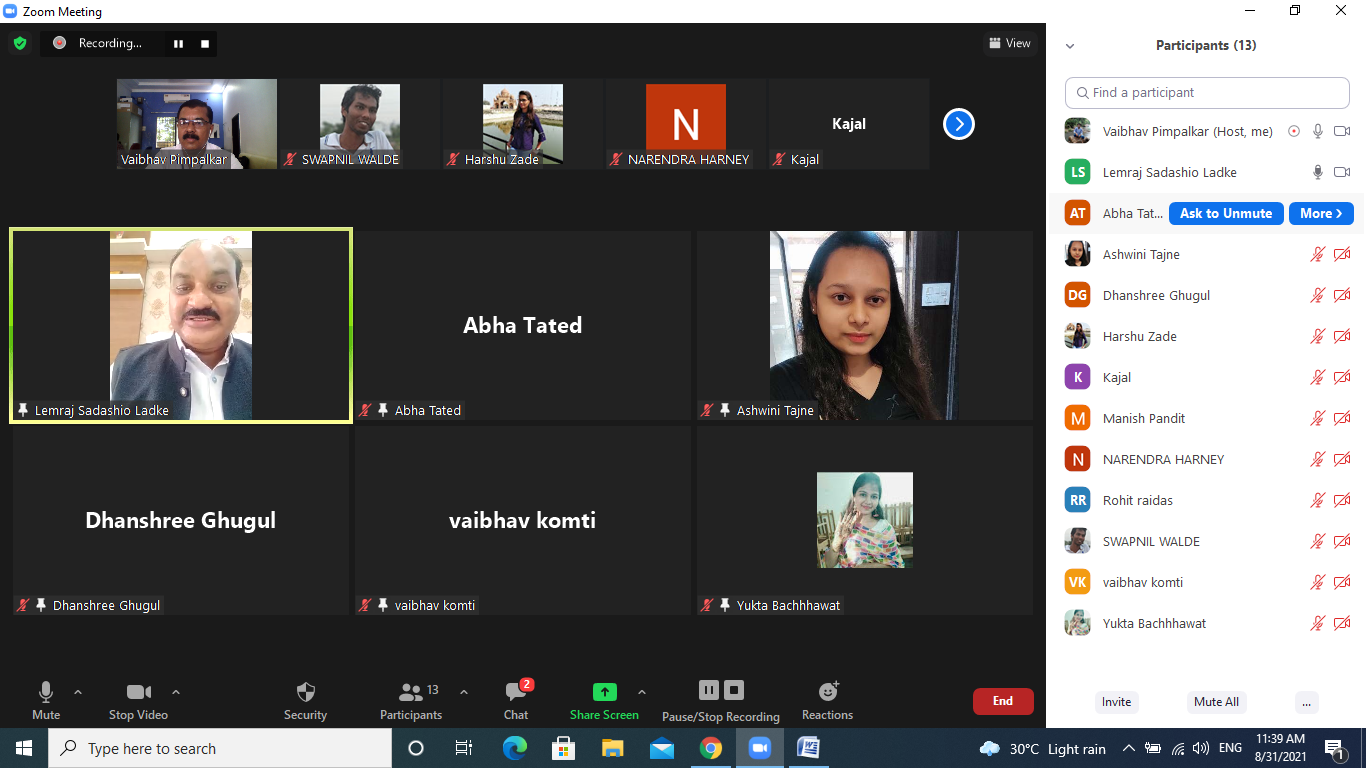 Zoom Meeting
Recording...
View
Vaibhav Pimpalkar
SWAPNIL WALDE
Harshu Zade
N
NARENDRA HARNEY
Kajal
Kajal
Lemraj Sadashio Ladke
Abha Tated
Abha Tated
Ashwini Tajne
Dhanshree Ghugul
Dhanshree Ghugul
vaibhav komti
vaibhav komti
Yukta Bachhhawat
Mute
Stop Video
Security
13
Participants
2
Chat
Share Screen
Pause/Stop Recording
Reactions
End
Participants (13)
Find a participant
Vaibhav Pimpalkar (Host, me)
LS Lemraj Sadashio Ladke
AT Abha Tat... Ask to Unmute More
Ashwini Tajne
DG Dhanshree Ghugul
Harshu Zade
K Kajal
M Manish Pandit
N NARENDRA HARNEY
RR Rohit raidas
SWAPNIL WALDE
VK vaibhav komti
Yukta Bachhhawat
Invite Mute All ...
Type here to search
30°C Light rain
ENG
11:39 AM
8/31/2021
1